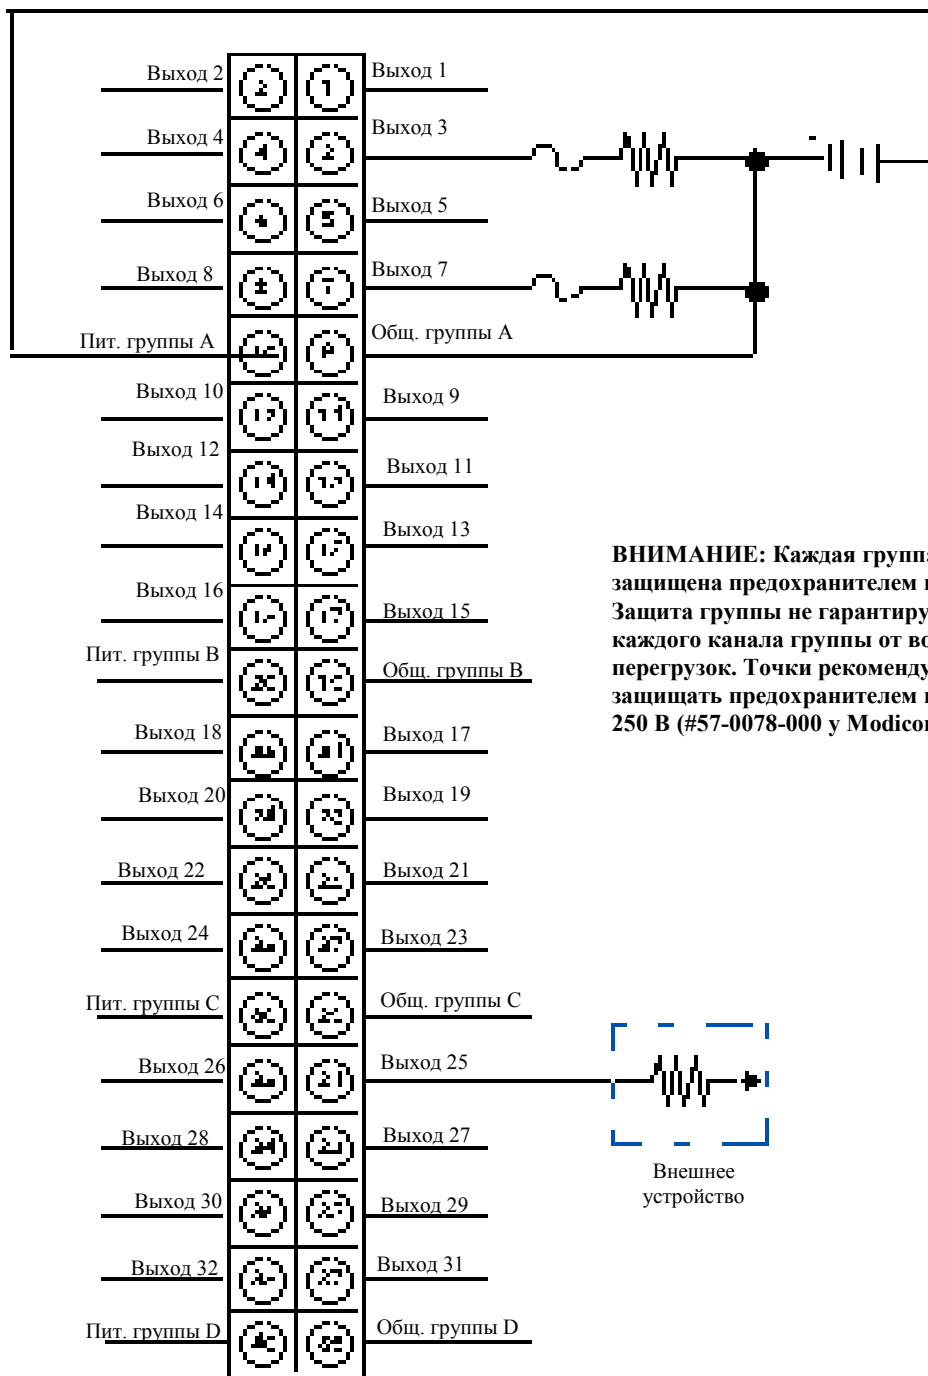 Выход 2
Выход 1
Выход 4
Выход 3
Выход 6
Выход 5
Выход 8
Выход 7
Пит. группы A
Общ. группы A
Выход 10
Выход 9
Выход 12
Выход 11
Выход 14
Выход 13
Выход 16
Выход 15
Пит. группы B
Общ. группы B
Выход 18
Выход 17
Выход 20
Выход 19
Выход 22
Выход 21
Выход 24
Выход 23
Пит. группы C
Общ. группы C
Выход 26
Выход 25
Выход 28
Выход 27
Выход 30
Выход 29
Выход 32
Выход 31
Пит. группы D
Общ. группы D
ВНИМАНИЕ: Каждая групп
защищена предохранителем
Защита группы не гарантиру
каждого канала группы от во
перегрузок. Точки рекоменду
защищать предохранителем
250 В (#57-0078-000 у Modico
Внешнее
устройство